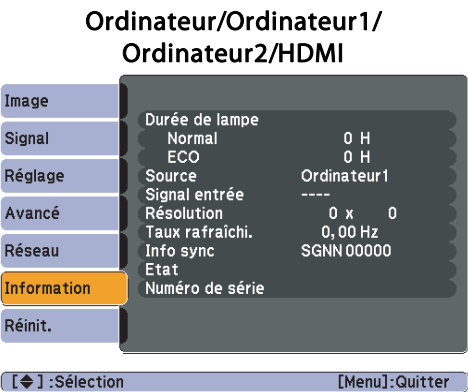 Ordinateur/Ordinateur1/
Ordinateur2/HDMI
Image
Signal
Réglage
Avancé
Réseau
Information
Réinit.
Durée de lampe
Normal 0 H
ECO 0 H
Source Ordinateur1
Signal entrée ----
Résolution 0 x 0
Taux rafraîchi. 0,00 Hz
Info sync SGNN 00000
Etat
Numéro de série
[ ] :Sélection [Menu]:Quitter